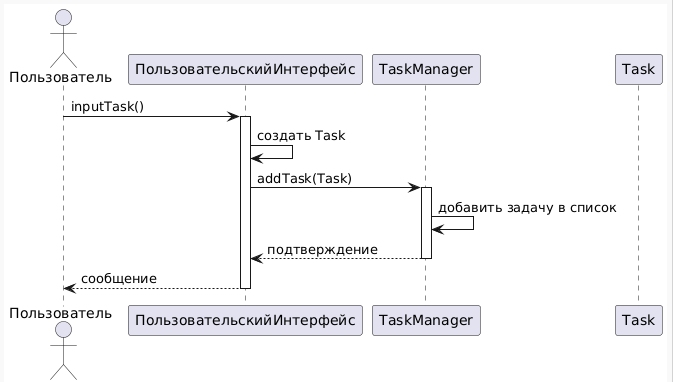 Пользователь
ПользовательскийИнтерфейс
TaskManager
Task
inputTask()
создать Task
addTask(Task)
добавить задачу в список
подтверждение
сообщение
Пользователь
ПользовательскийИнтерфейс
TaskManager
Task